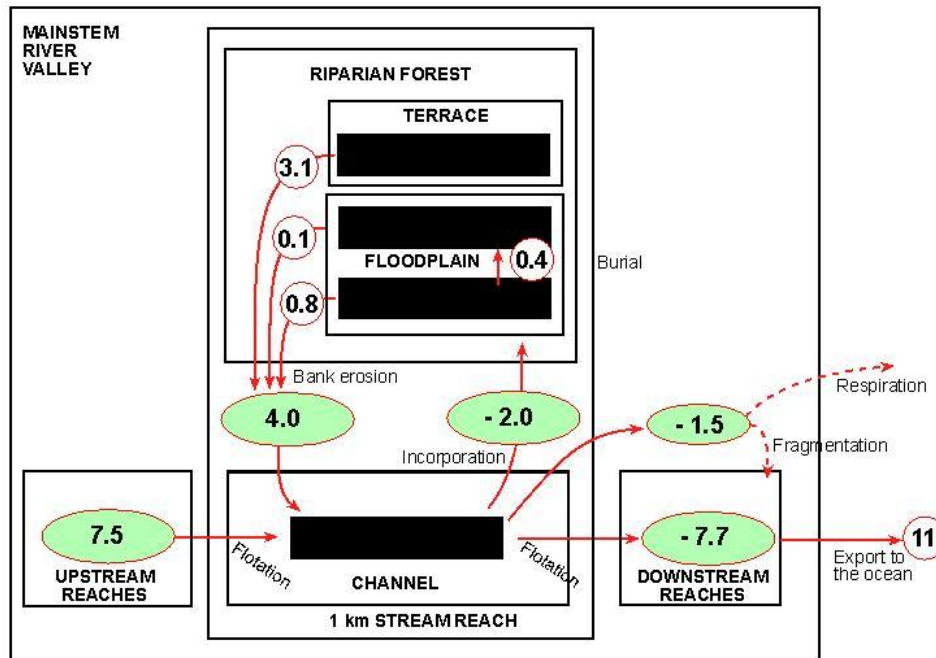 MAINSTEM
RIVER
VALLEY
RIPARIAN FOREST
TERRACE
3.1
0.1
FLOODPLAIN
0.4
Burial
0.8
Bank erosion
Respiration
4.0
- 2.0
- 1.5
Fragmentation
Incorporation
7.5
Flotation
Flotation
- 7.7
11
Export to
the ocean
UPSTREAM
REACHES
CHANNEL
DOWNSTREAM
REACHES
1 km STREAM REACH